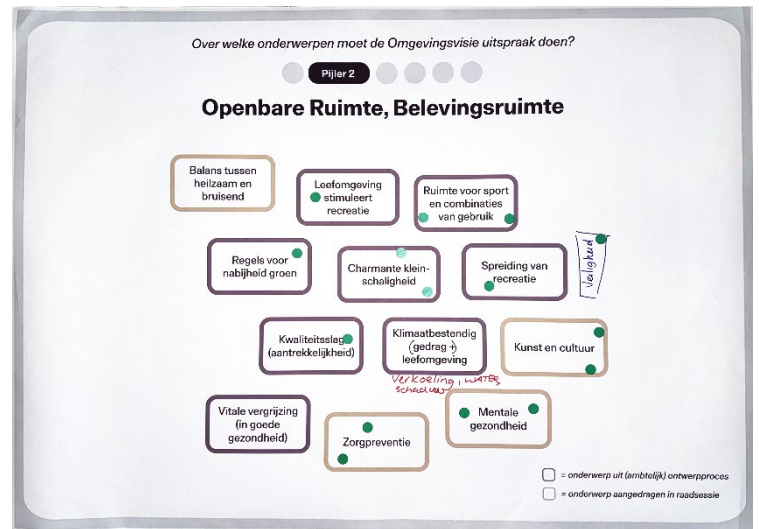 Over welke onderwerpen moet de Omgevingsvisie uitspraak doen?
Pijler 2
Openbare Ruimte, Belevingsruimte
Balans tussen
heilzaam en
bruisend
Leefomgeving
stimuleert
recreatie
Ruimte voor sport
en combinaties
van gebruik
Regels voor
nabijheid groen
Charmante klein-
schaligheid
Spreiding van
recreatie
Veiligheid
Kwaliteitsslag
(aantrekkelijkheid)
Klimaatbestendig
(gedrag +)
leefomgeving
Verkoeling, WATER,
schaduw
Kunst en cultuur
Vitale vergrijzing
(in goede
gezondheid)
Zorgpreventie
Mentale
gezondheid
= onderwerp uit (ambtelijk) ontwerpproces
= onderwerp aangedragen in raadsessie